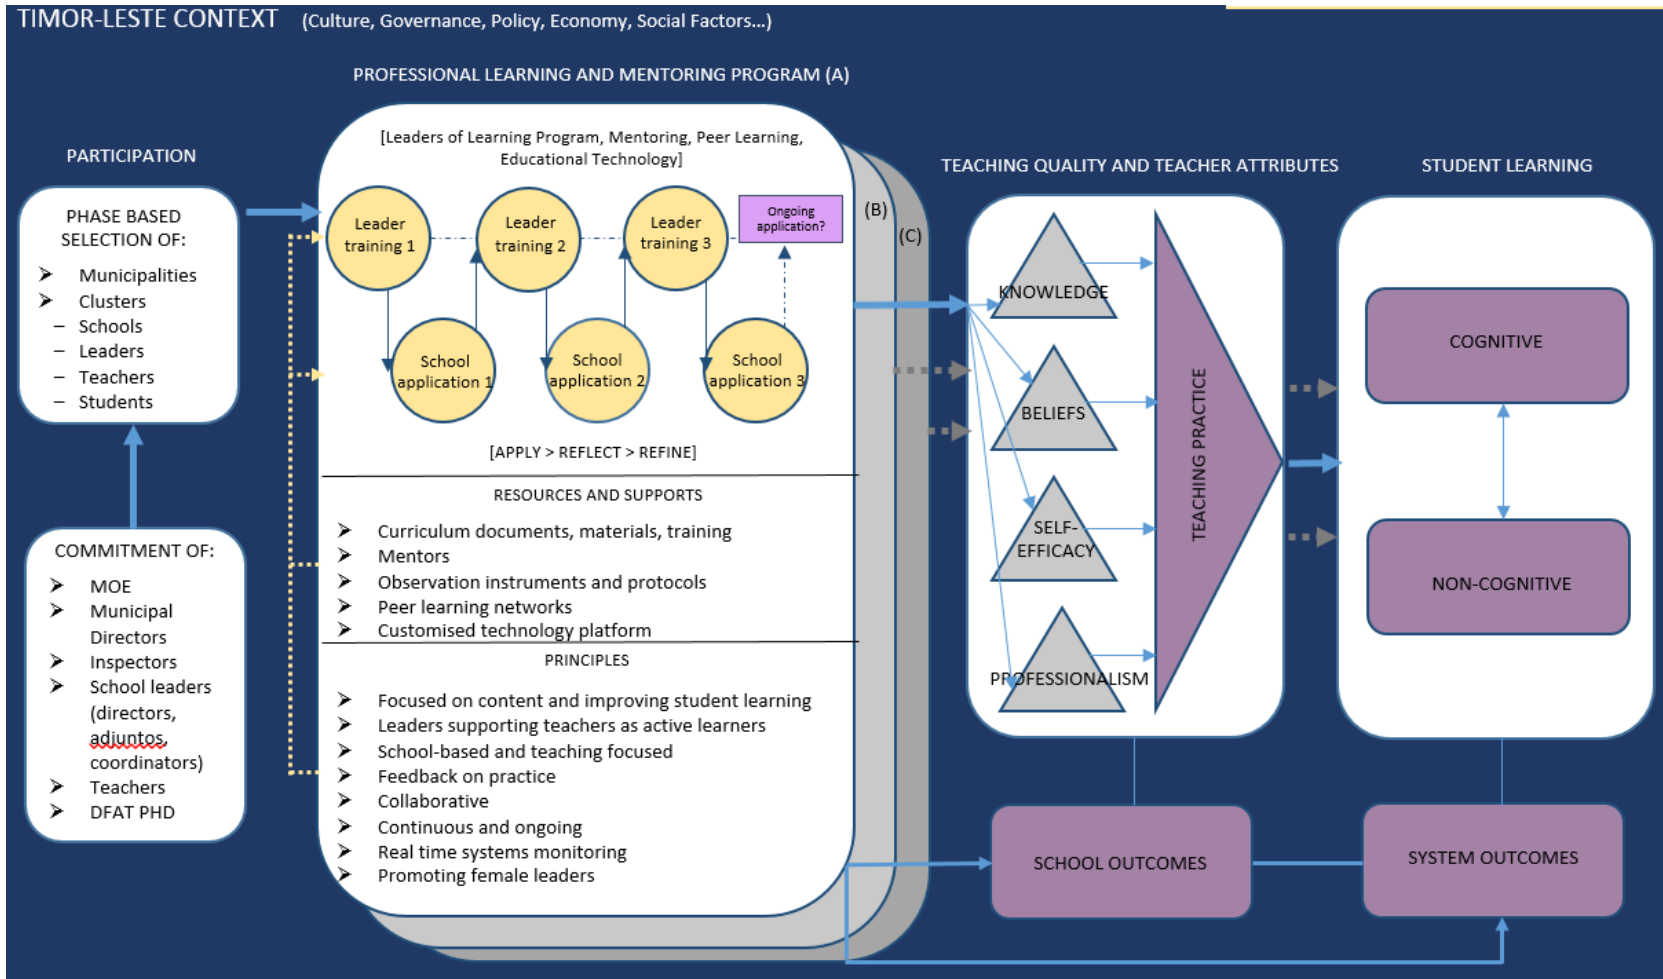 TIMOR-LESTE CONTEXT (Culture, Governance, Policy, Economy, Social Factors...)
PROFESSIONAL LEARNING AND MENTORING PROGRAM (A)
PARTICIPATION
PHASE BASED
SELECTION OF:
Municipalities
Clusters
– Schools
– Leaders
– Teachers
– Students
COMMITMENT OF:
MOE
Municipal
Directors
Inspectors
School leaders
(directors,
adjuntos,
coordinators)
Teachers
DFAT PHD
[Leaders of Learning Program, Mentoring, Peer Learning,
Educational Technology]
Leader
training 1
Leader
training 2
Leader
training 3
Ongoing
application?
School
application 1
School
application 2
School
application 3
[APPLY > REFLECT > REFINE]
RESOURCES AND SUPPORTS
Curriculum documents, materials, training
Mentors
Observation instruments and protocols
Peer learning networks
Customised technology platform
PRINCIPLES
Focused on content and improving student learning
Leaders supporting teachers as active learners
School-based and teaching focused
Feedback on practice
Collaborative
Continuous and ongoing
Real time systems monitoring
Promoting female leaders
(B)
(C)
TEACHING QUALITY AND TEACHER ATTRIBUTES
KNOWLEDGE
BELIEFS
SELF-
EFFICACY
PROFESSIONALISM
TEACHING PRACTICE
STUDENT LEARNING
COGNITIVE
NON-COGNITIVE
SCHOOL OUTCOMES
SYSTEM OUTCOMES